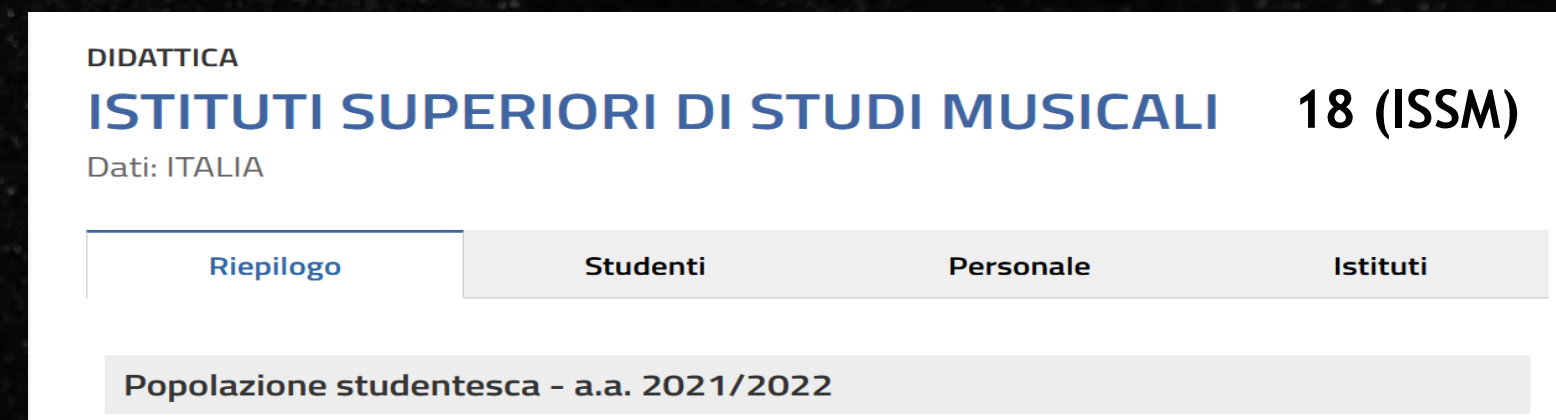 DIDATTICA
ISTITUTI SUPERIORI DI STUDI MUSICALI 18 (ISSM)
Dati: ITALIA
Riepilogo Studenti Personale Istituti
Popolazione studentesca - a.a. 2021/2022